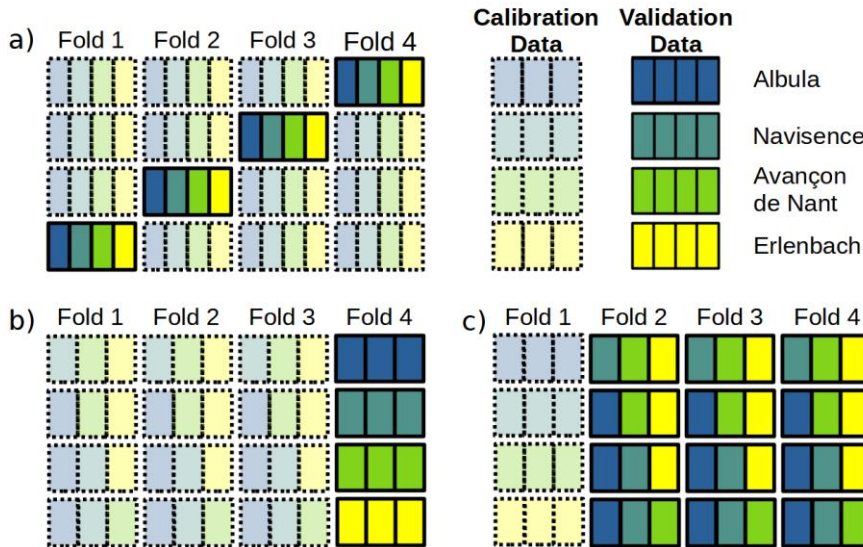 a)
Fold 1 Fold 2 Fold 3 Fold 4
Calibration Data
Validation Data
Albula
Navisence
Avançon
de Nant
Erlenbach
b)
Fold 1 Fold 2 Fold 3 Fold 4
c)
Fold 1 Fold 2 Fold 3 Fold 4